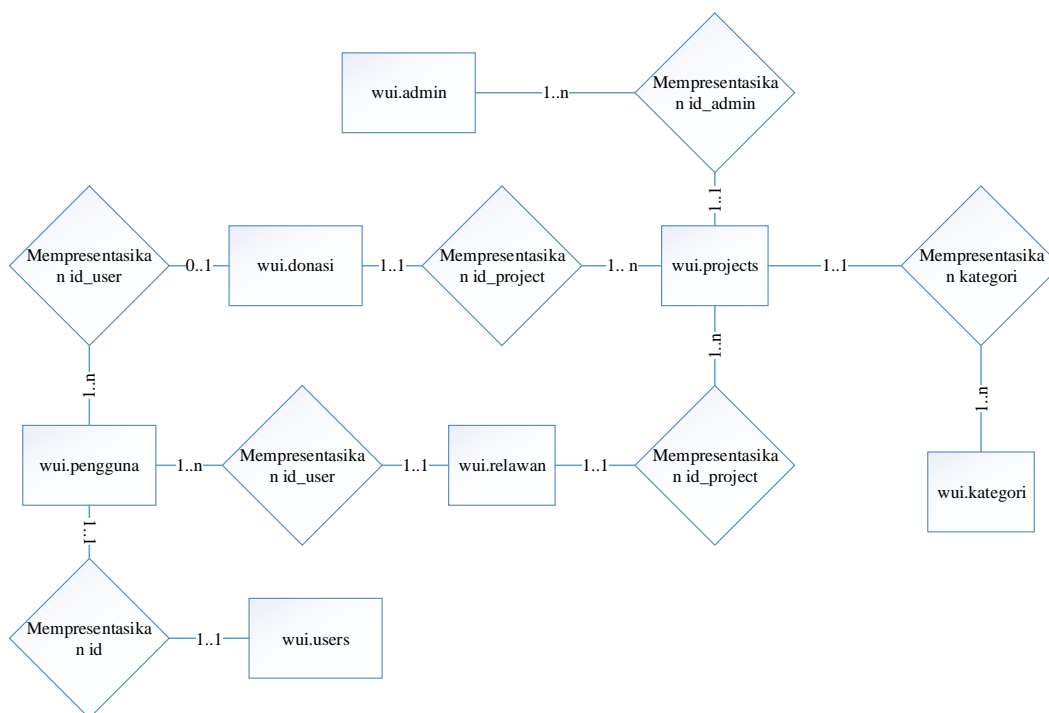 wui.admin
1..n
Mempresentasika
n id_admin
1..1
Mempresentasika
n id_user
0..1
wui.donasi
1..1
Mempresentasika
n id_project
1.. n
wui.projects
1..1
Mempresentasika
n kategori
1..n
1..n
1..n
wui.pengguna
1..n
Mempresentasika
n id_user
1..1
wui.relawan
1..1
Mempresentasika
n id_project
wui.kategori
1..1
Mempresentasika
n id
1..1
wui.users